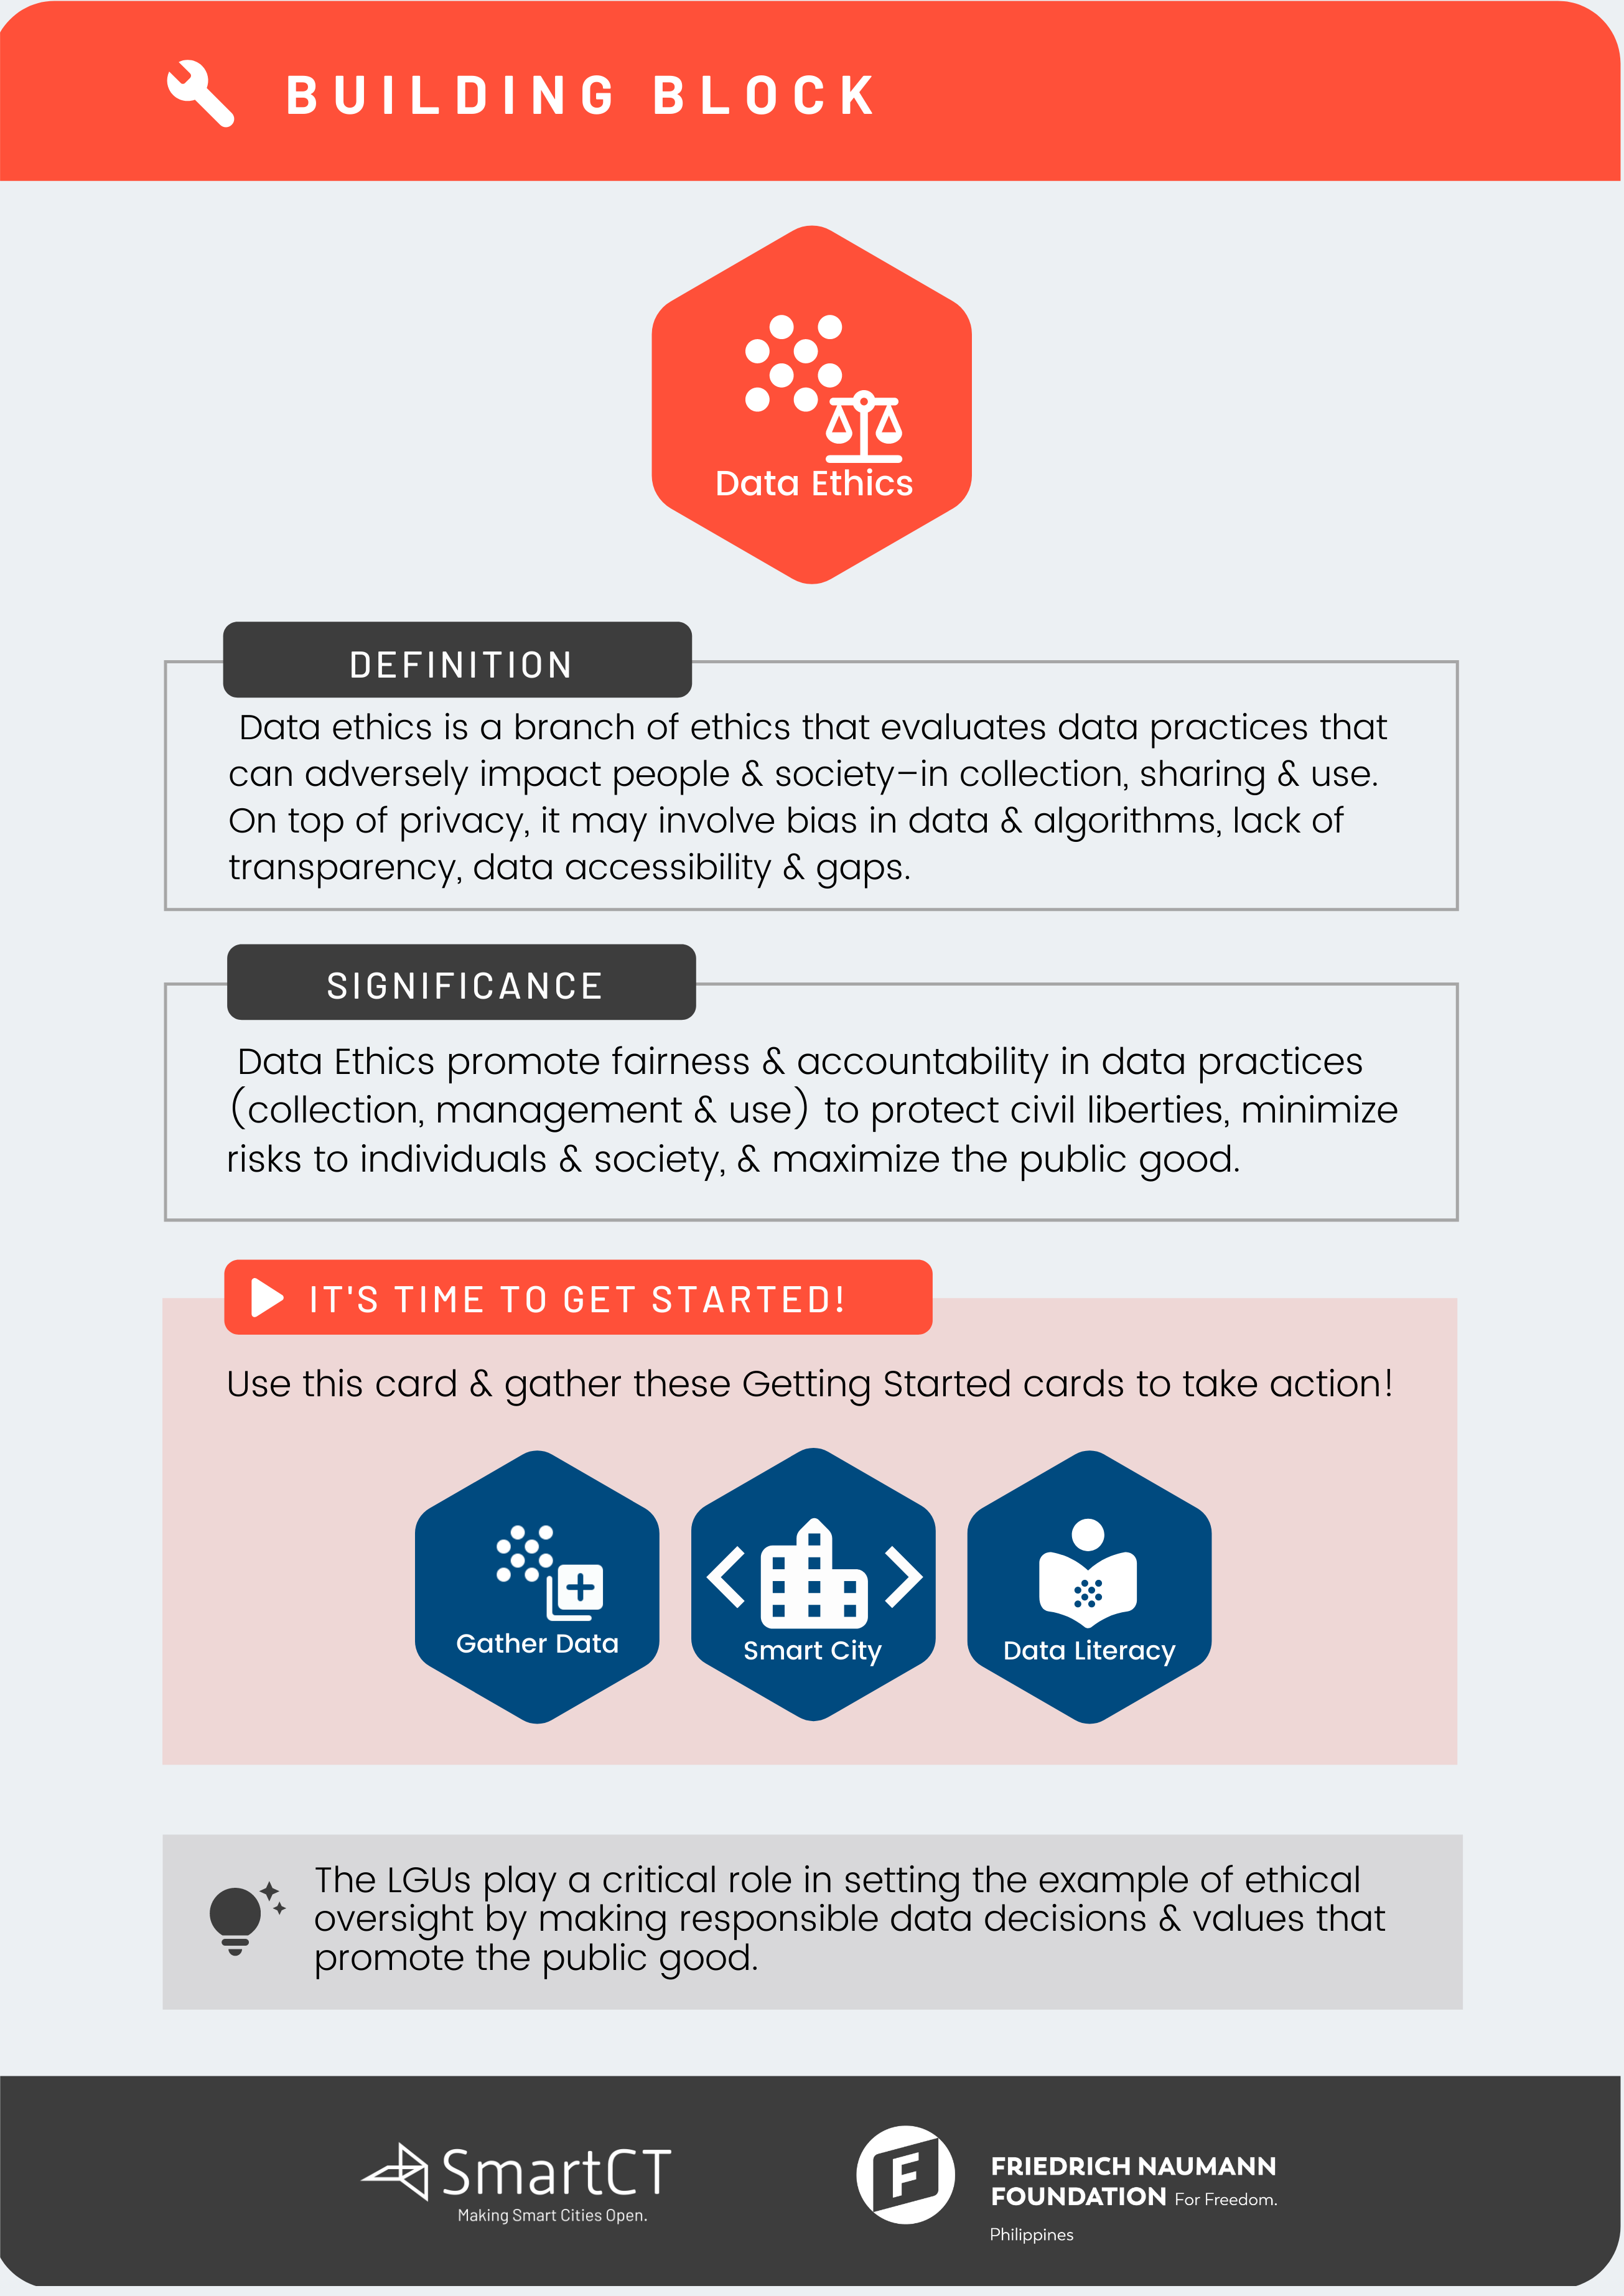 BUILDING BLOCK
Data Ethics
DEFINITION
Data ethics is a branch of ethics that evaluates data practices that
can adversely impact people & society–in collection, sharing & use.
On top of privacy, it may involve bias in data & algorithms, lack of
transparency, data accessibility & gaps.
SIGNIFICANCE
Data Ethics promote fairness & accountability in data practices
(collection, management & use) to protect civil liberties, minimize
risks to individuals & society, & maximize the public good.
IT'S TIME TO GET STARTED!
Use this card & gather these Getting Started cards to take action!
Gather Data
Smart City
Data Literacy
The LGUs play a critical role in setting the example of ethical
oversight by making responsible data decisions & values that
promote the public good.
SmartCT
Making Smart Cities Open.
F
FRIEDRICH NAUMANN
FOUNDATION For Freedom.
Philippines